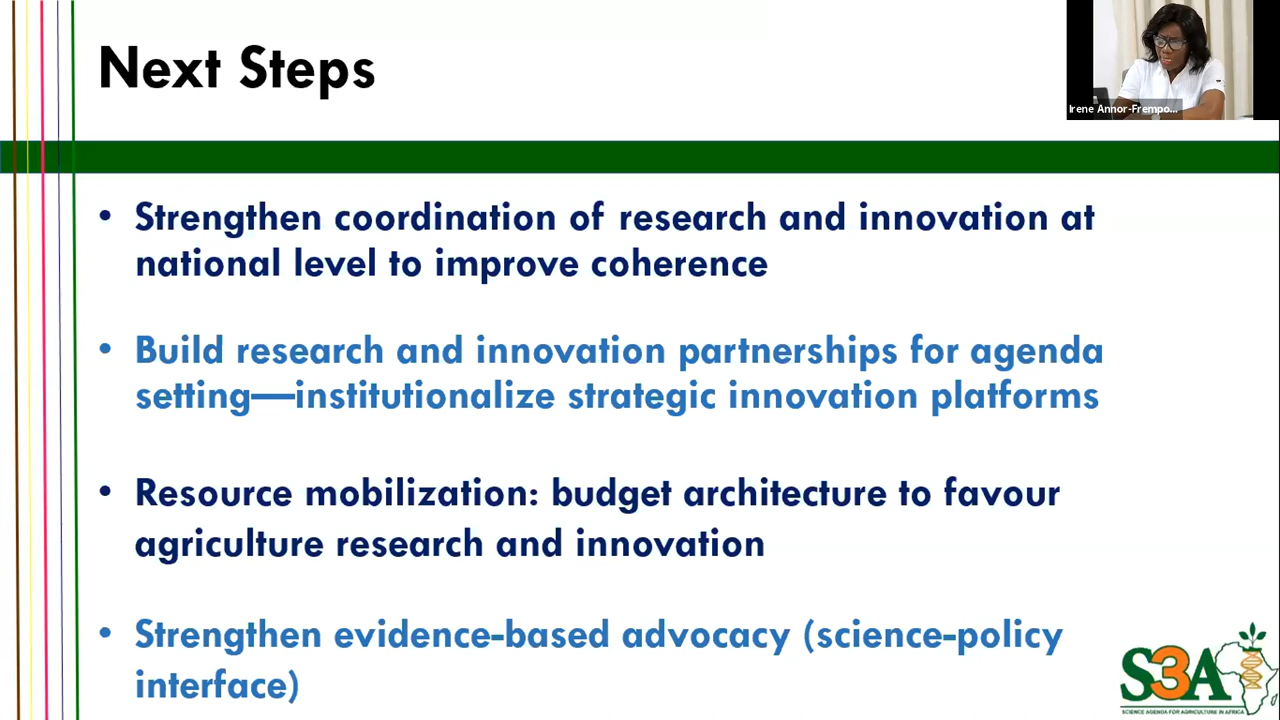 Next Steps
Irene Annor-Frempo...
• Strengthen coordination of research and innovation at
national level to improve coherence
• Build research and innovation partnerships for agenda
setting—institutionalize strategic innovation platforms
• Resource mobilization: budget architecture to favour
agriculture research and innovation
• Strengthen evidence-based advocacy (science-policy
interface)
S3A
SCIENCE AGENDA FOR AGRICULTURE IN AFRICA